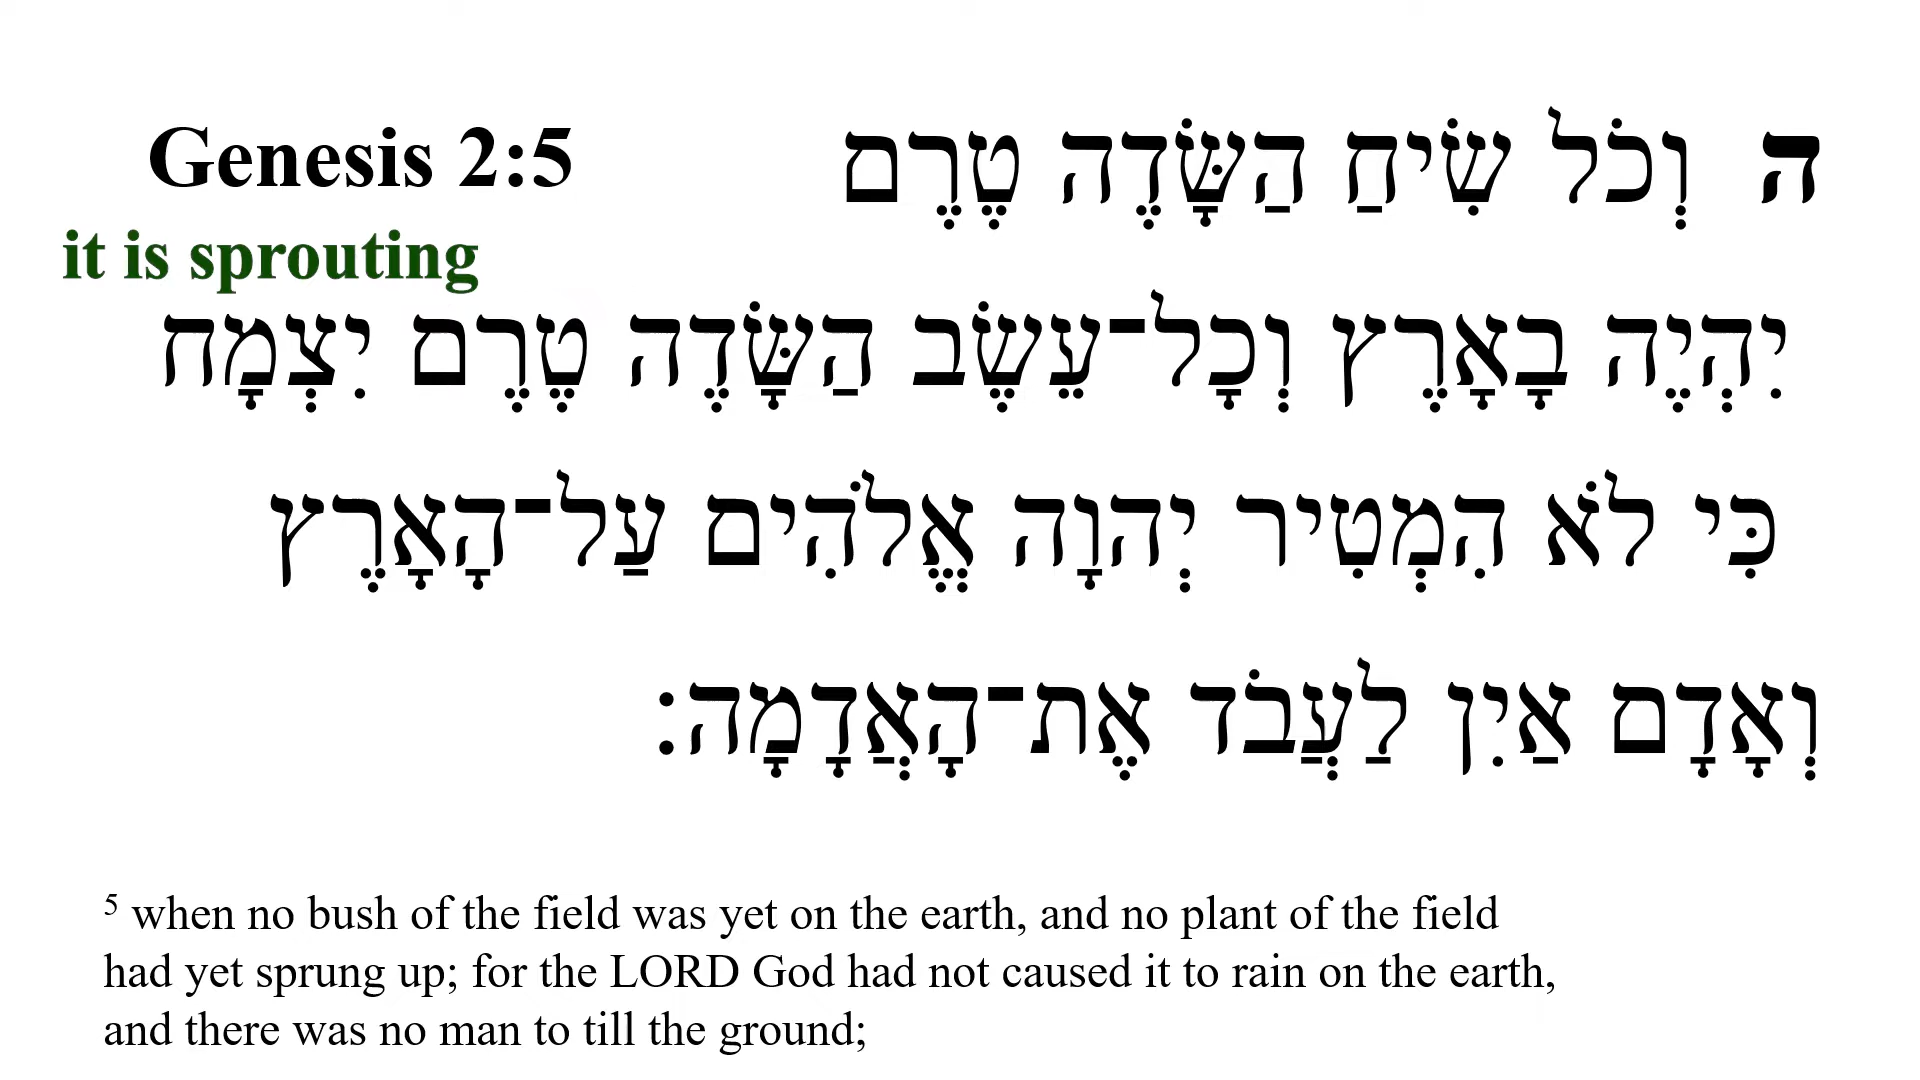 Genesis 2:5
ה וְכֹל שִׂיחַ הַשָּׂדֶה טֶרֶם
it is sprouting
יִהְיֶה בָאָרֶץ וְכָל־עֵשֶׂב הַשָּׂדֶה טֶרֶם יִצְמָח
כִּי לֹא הִמְטִיר יְהוָה אֱלֹהִים עַל־הָאָרֶץ
וְאָדָם אַיִן לַעֲבֹד אֶת־הָאֲדָמָה׃
5 when no bush of the field was yet on the earth, and no plant of the field
had yet sprung up; for the LORD God had not caused it to rain on the earth,
and there was no man to till the ground;